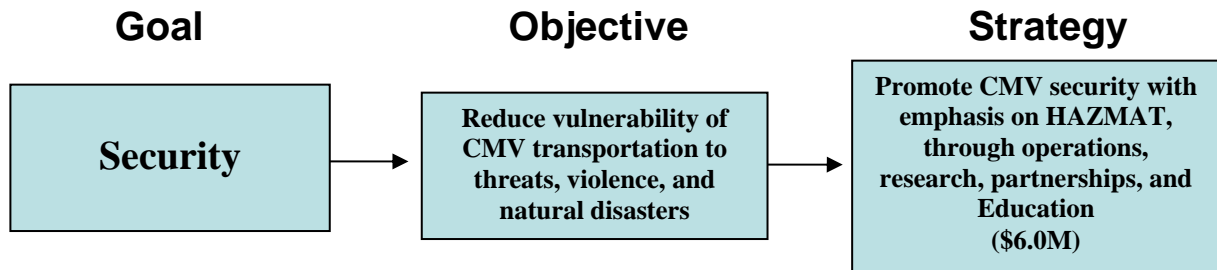 Goal
Objective
Strategy
Security
Reduce vulnerability of
CMV transportation to
threats, violence, and
natural disasters
Promote CMV security with
emphasis on HAZMAT,
through operations,
research, partnerships, and
Education
($6.0M)